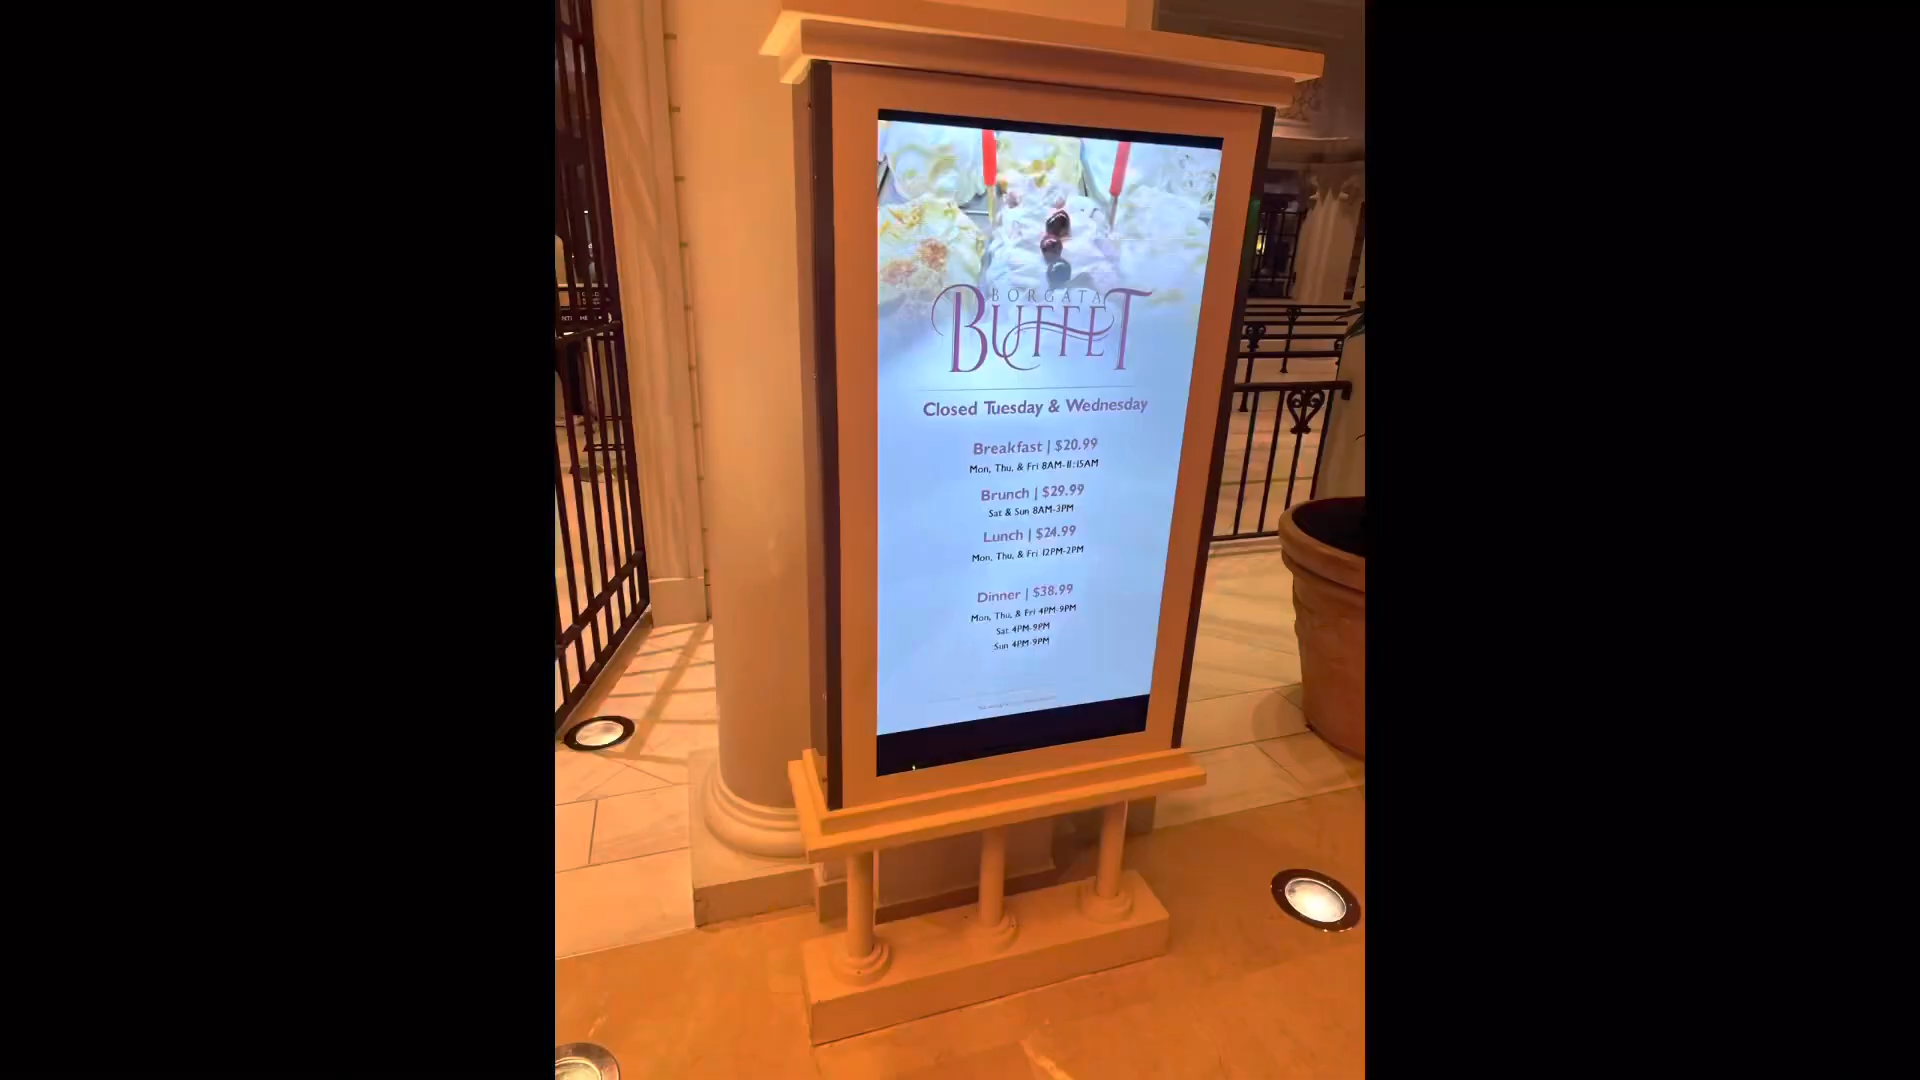 BORGATA
BUFFET
Closed Tuesday & Wednesday
Breakfast | $20.99
Mon, Thu, & Fri 8AM-11:15AM
Brunch | $29.99
Sat & Sun 8AM-3PM
Lunch | $24.99
Mon, Thu, & Fri 12PM-2PM
Dinner | $38.99
Mon, Thu, & Fri 4PM-9PM
Sat 4PM-9PM
Sun 4PM-9PM